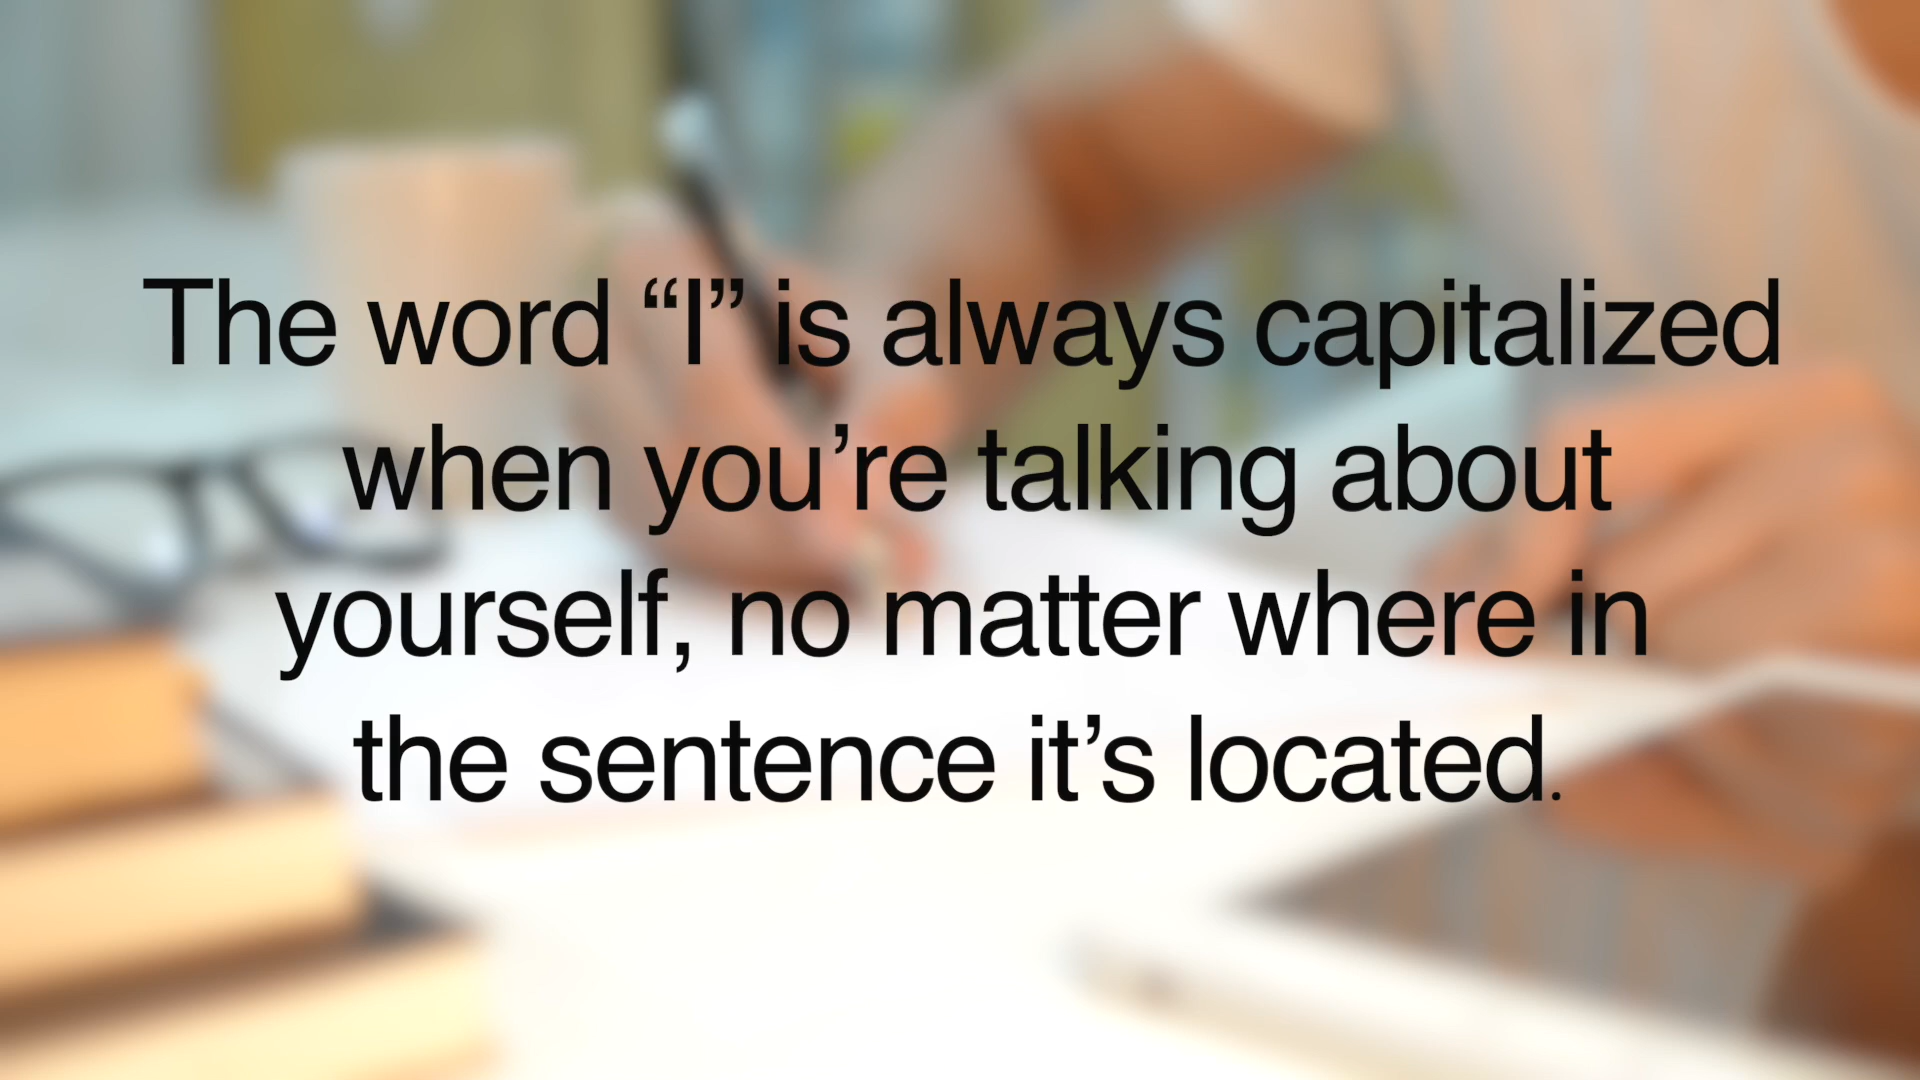 The word “I” is always capitalized
when you’re talking about
yourself, no matter where in
the sentence it’s located.